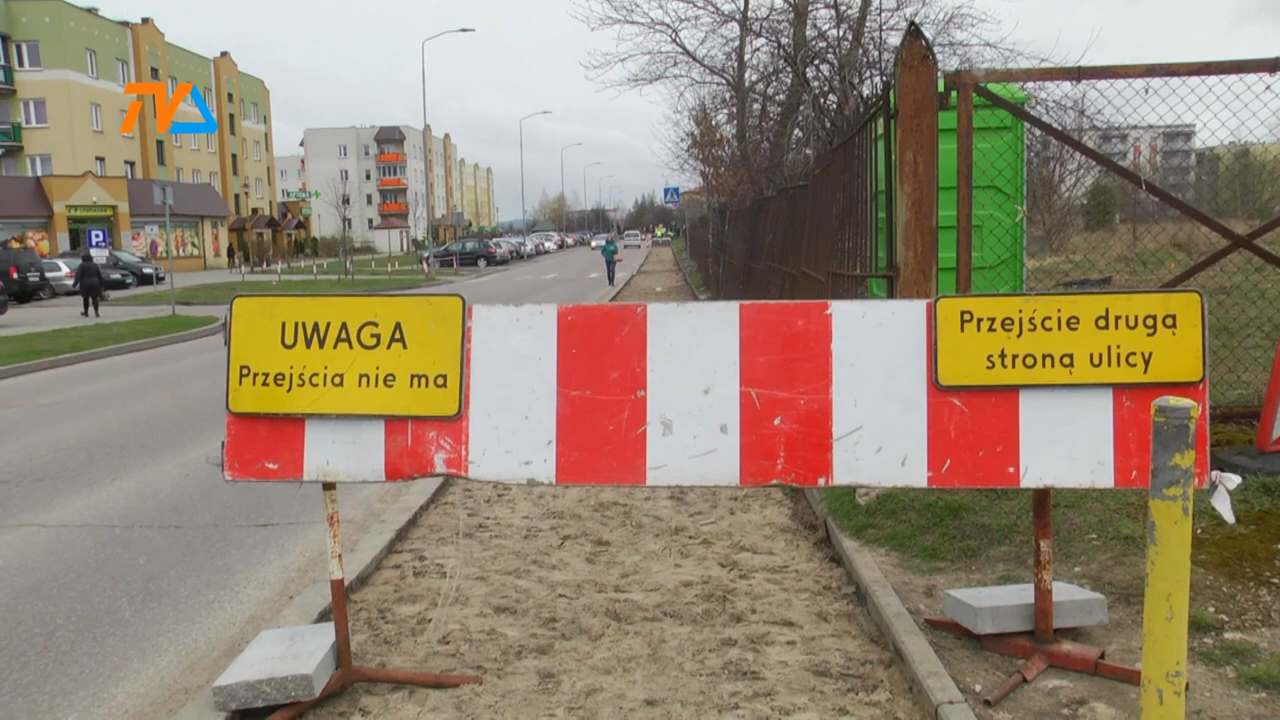 TVA
P
UWAGA
Przejścia nie ma
Przejście drugą
stroną ulicy